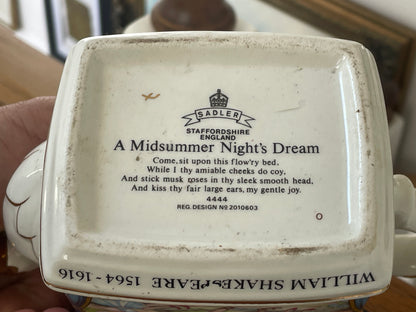 SADLER
STAFFORDSHIRE
ENGLAND
A Midsummer Night's Dream
Come, sit upon this flow'ry bed.
While I thy amiable cheeks do coy,
And stick musk roses in thy sleek smooth head,
And kiss thy fair large ears, my gentle joy.
4444
REG. DESIGN Nº 2010603
O
WILLIAM SHAKESPEARE 1564-1616